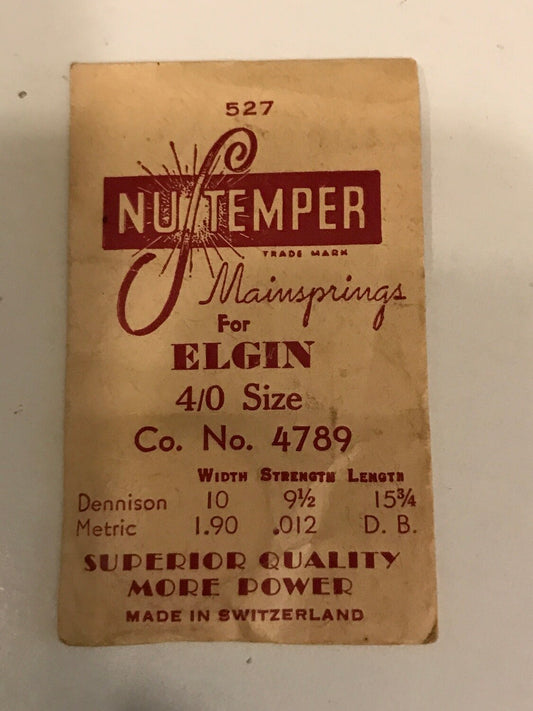 527
NU TEMPER
TRADE MARK
Mainsprings
For
ELGIN
4/0 Size
Co. No. 4789
WIDTH STRENGTH LENGTH
Dennison 10 9½ 15¾
Metric 1.90 .012 D. B.
SUPERIOR QUALITY
MORE POWER
MADE IN SWITZERLAND